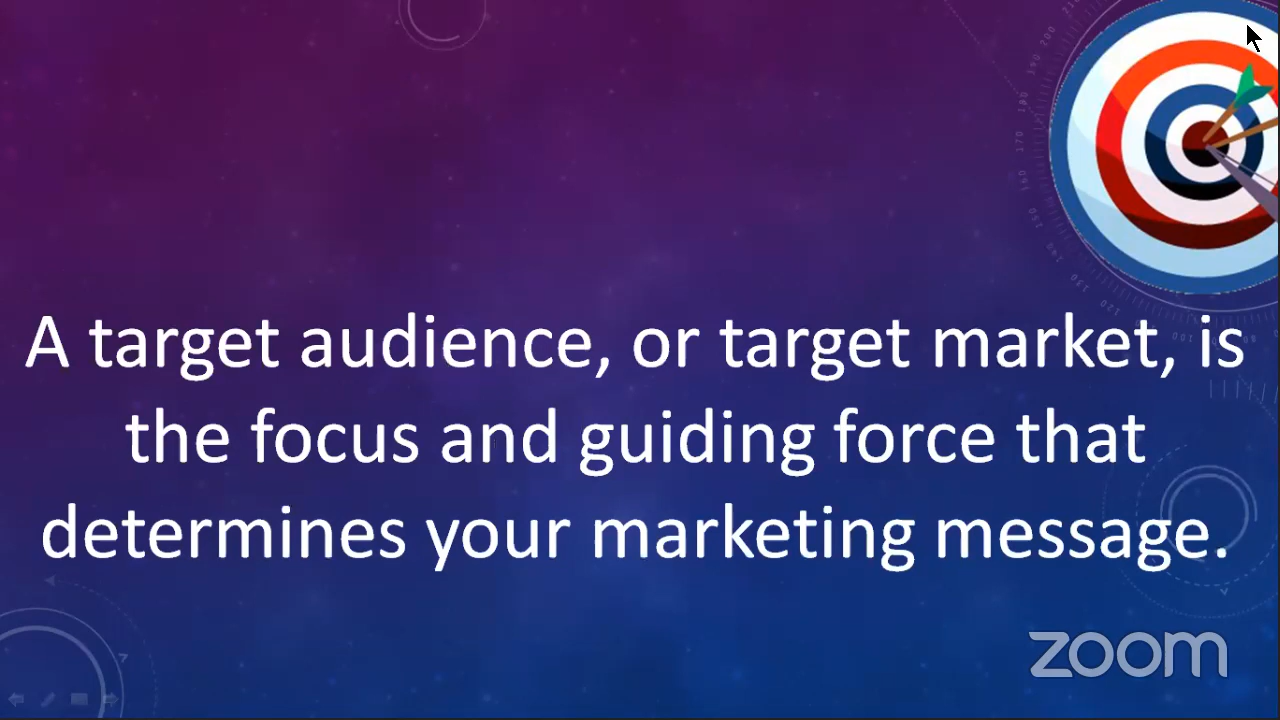 A target audience, or target market, is
the focus and guiding force that
determines your marketing message.
zoom